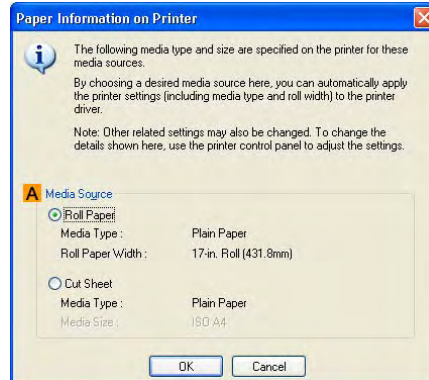 Paper Information on Printer
The following media type and size are specified on the printer for these
media sources.
By choosing a desired media source here, you can automatically apply
the printer settings (including media type and roll width) to the printer
driver.
Note: Other related settings may also be changed. To change the
details shown here, use the printer control panel to adjust the settings.
A Media Source
Roll Paper
Media Type : Plain Paper
Roll Paper Width : 17-in. Roll (431.8mm)
Cut Sheet
Media Type : Plain Paper
Media Size : ISO A4
OK Cancel